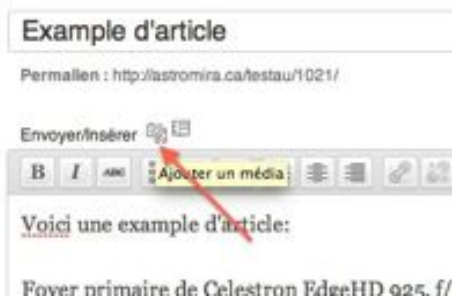 Example d'article
Permalien : http://astromira.ca/testau/1021/
Envoyer/Insérer
B I ABC
Ajouter un média
Voici une example d'article:
Foyer primaire de Celestron EdgeHD 925, f/